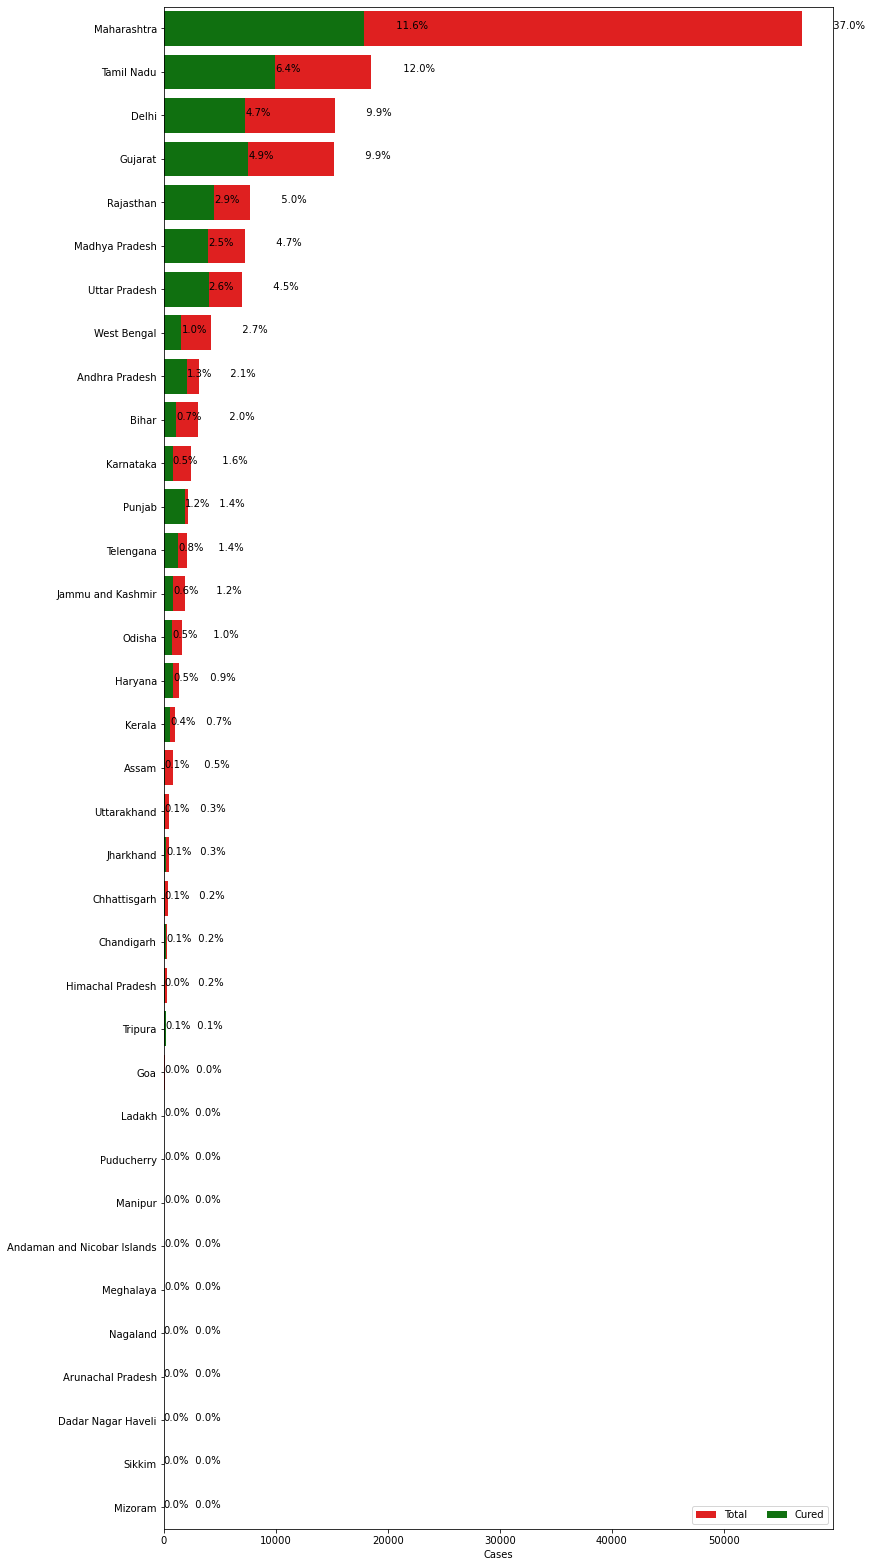 Maharashtra 11.6% 37.0%
Tamil Nadu 6.4% 12.0%
Delhi 4.7% 9.9%
Gujarat 4.9% 9.9%
Rajasthan 2.9% 5.0%
Madhya Pradesh 2.5% 4.7%
Uttar Pradesh 2.6% 4.5%
West Bengal 1.0% 2.7%
Andhra Pradesh 1.3% 2.1%
Bihar 0.7% 2.0%
Karnataka 0.5% 1.6%
Punjab 1.2% 1.4%
Telengana 0.8% 1.4%
Jammu and Kashmir 0.6% 1.2%
Odisha 0.5% 1.0%
Haryana 0.5% 0.9%
Kerala 0.4% 0.7%
Assam 0.1% 0.5%
Uttarakhand 0.1% 0.3%
Jharkhand 0.1% 0.3%
Chhattisgarh 0.1% 0.2%
Chandigarh 0.1% 0.2%
Himachal Pradesh 0.0% 0.2%
Tripura 0.1% 0.1%
Goa 0.0% 0.0%
Ladakh 0.0% 0.0%
Puducherry 0.0% 0.0%
Manipur 0.0% 0.0%
Andaman and Nicobar Islands 0.0% 0.0%
Meghalaya 0.0% 0.0%
Nagaland 0.0% 0.0%
Arunachal Pradesh 0.0% 0.0%
Dadar Nagar Haveli 0.0% 0.0%
Sikkim 0.0% 0.0%
Mizoram 0.0% 0.0%
Total Cured
0 10000 20000 30000 40000 50000
Cases